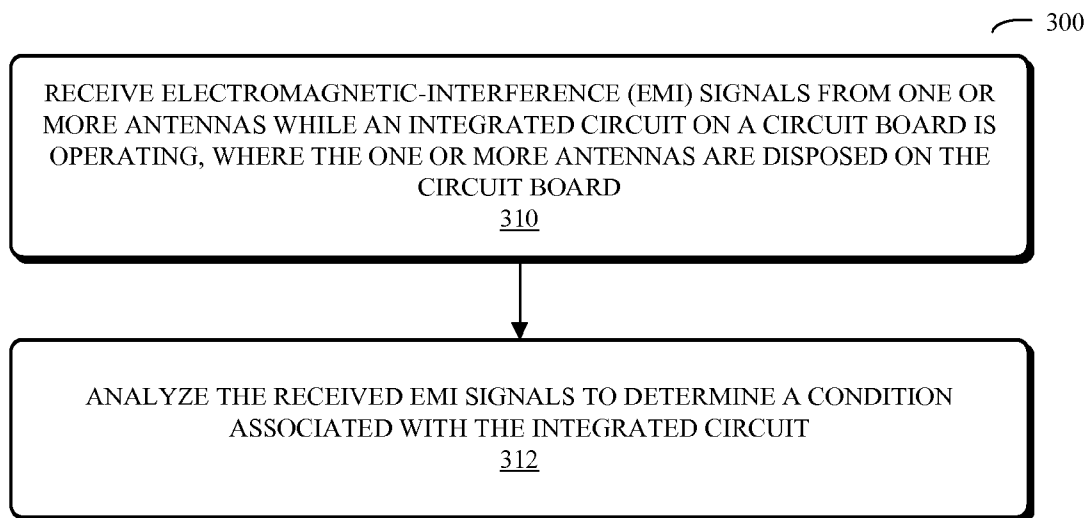 300
RECEIVE ELECTROMAGNETIC-INTERFERENCE (EMI) SIGNALS FROM ONE OR
MORE ANTENNAS WHILE AN INTEGRATED CIRCUIT ON A CIRCUIT BOARD IS
OPERATING, WHERE THE ONE OR MORE ANTENNAS ARE DISPOSED ON THE
CIRCUIT BOARD
310
ANALYZE THE RECEIVED EMI SIGNALS TO DETERMINE A CONDITION
ASSOCIATED WITH THE INTEGRATED CIRCUIT
312